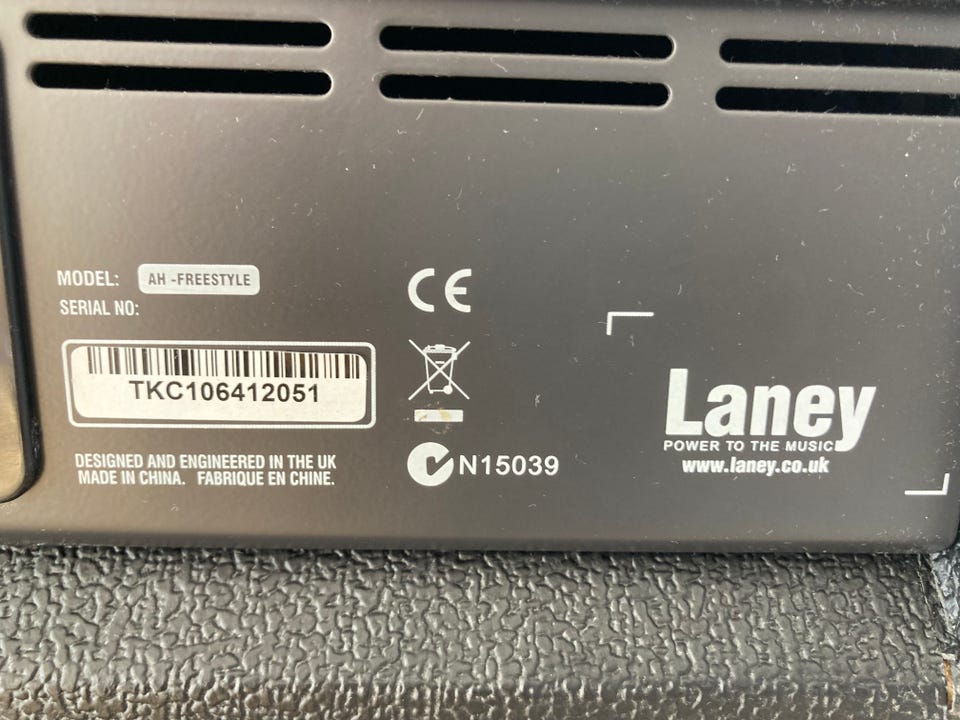 MODEL: AH -FREESTYLE
SERIAL NO:
TKC106412051
DESIGNED AND ENGINEERED IN THE UK
MADE IN CHINA. FABRIQUE EN CHINE.
CE
N15039
Laney
POWER TO THE MUSIC
www.laney.co.uk